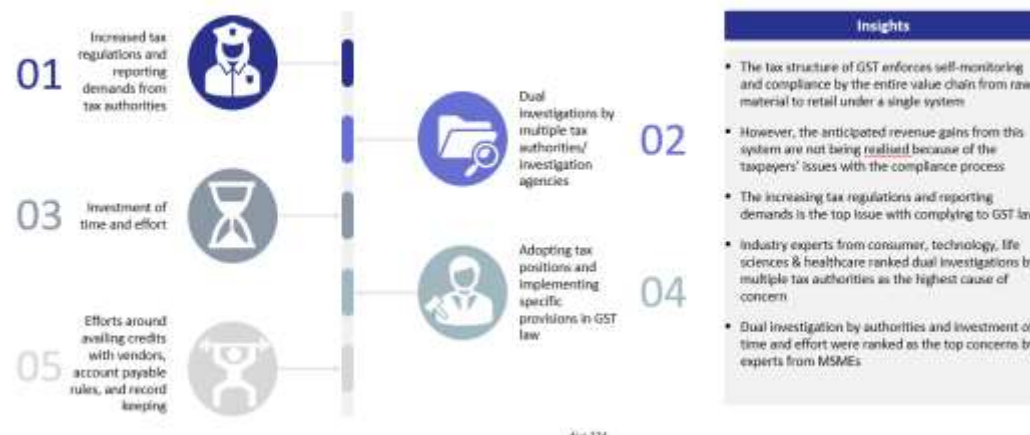 01
Increased tax
regulations and
reporting
demands from
tax authorities
Dual
investigations by
multiple tax
authorities/
investigation
agencies
02
03
Investment of
time and effort
Adopting tax
positions and
implementing
specific
provisions in GST
law
04
05
Efforts around
availing credits
with vendors,
account payable
rules, and record
keeping
Insights
• The tax structure of GST enforces self-monitoring
and compliance by the entire value chain from raw
material to retail under a single system
• However, the anticipated revenue gains from this
system are not being realised because of the
taxpayers' issues with the compliance process
• The increasing tax regulations and reporting
demands is the top issue with complying to GST
• Industry experts from consumer, technology, life
sciences & healthcare ranked dual investigations
multiple tax authorities as the highest cause of
concern
• Dual investigation by authorities and investment
time and effort were ranked as the top concerns
experts from MSMEs